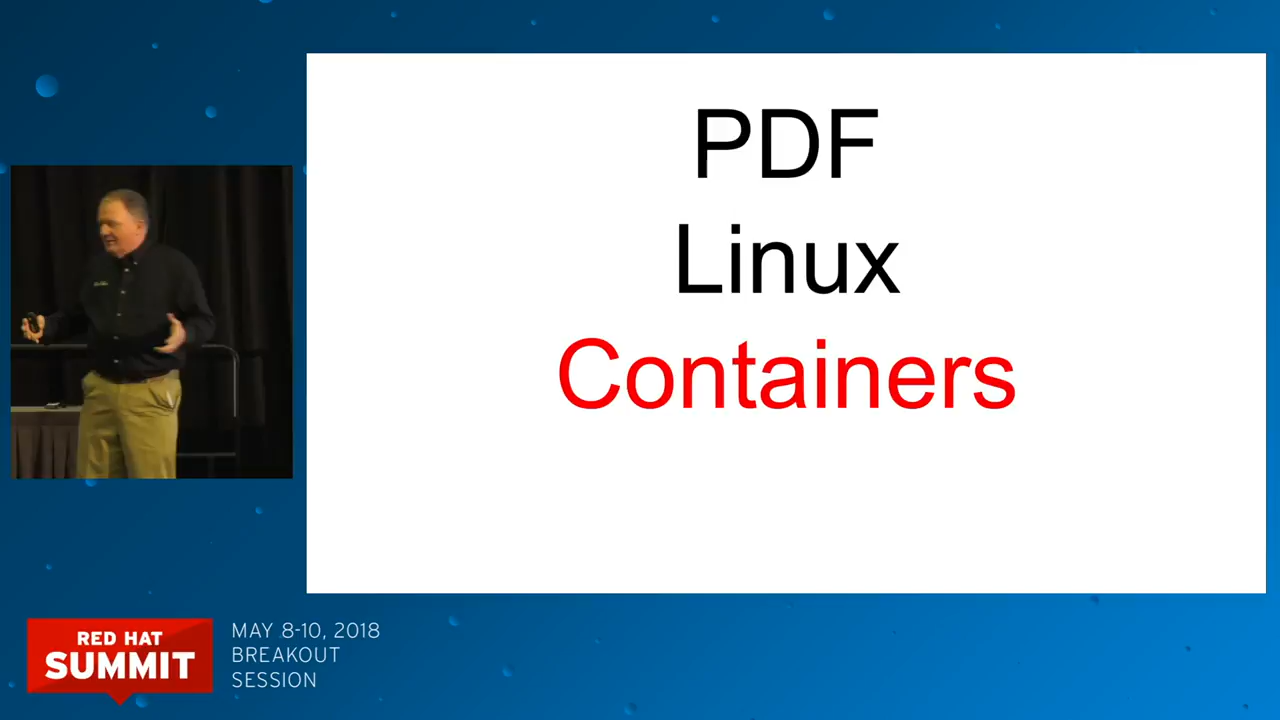 PDF
Linux
Containers
RED HAT
SUMMIT
MAY 8-10, 2018
BREAKOUT
SESSION